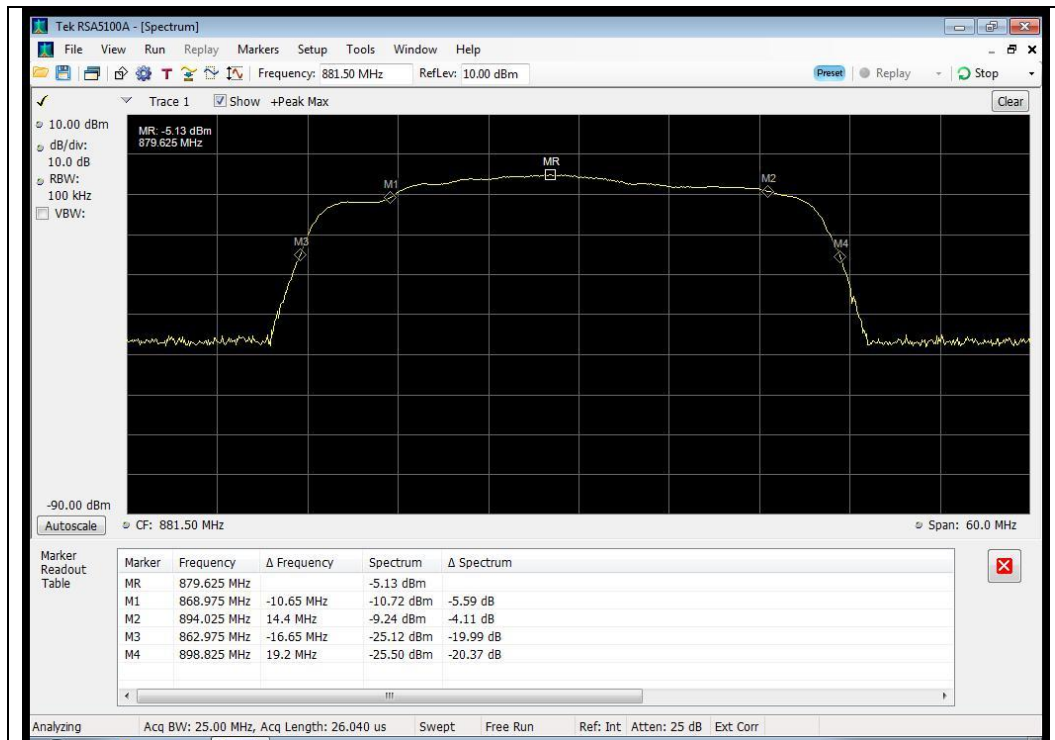 Tek RSA5100A - [Spectrum]
File View Run Replay Markers Setup Tools Window Help
T Frequency: 881.50 MHz RefLev: 10.00 dBm Preset Replay Stop
Trace 1 Show +Peak Max Clear
10.00 dBm
dB/div:
10.0 dB
RBW:
100 kHz
VBW:
MR: -5.13 dBm
879.625 MHz
MR
M1
M2
M3
M4
-90.00 dBm
Autoscale CF: 881.50 MHz Span: 60.0 MHz
Marker
Readout
Table
Marker Frequency Δ Frequency Spectrum Δ Spectrum
MR 879.625 MHz -5.13 dBm
M1 868.975 MHz -10.65 MHz -10.72 dBm -5.59 dB
M2 894.025 MHz 14.4 MHz -9.24 dBm -4.11 dB
M3 862.975 MHz -16.65 MHz -25.12 dBm -19.99 dB
M4 898.825 MHz 19.2 MHz -25.50 dBm -20.37 dB
Analyzing Acq BW: 25.00 MHz, Acq Length: 26.040 us Swept Free Run Ref: Int Atten: 25 dB Ext Corr